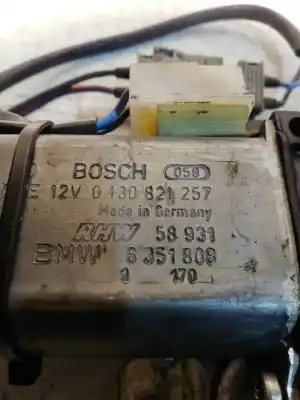 BOSCH 058
E 12V 0 130 821 257
Made in Germany
RHW 58 931
BMW 8 351 808
170